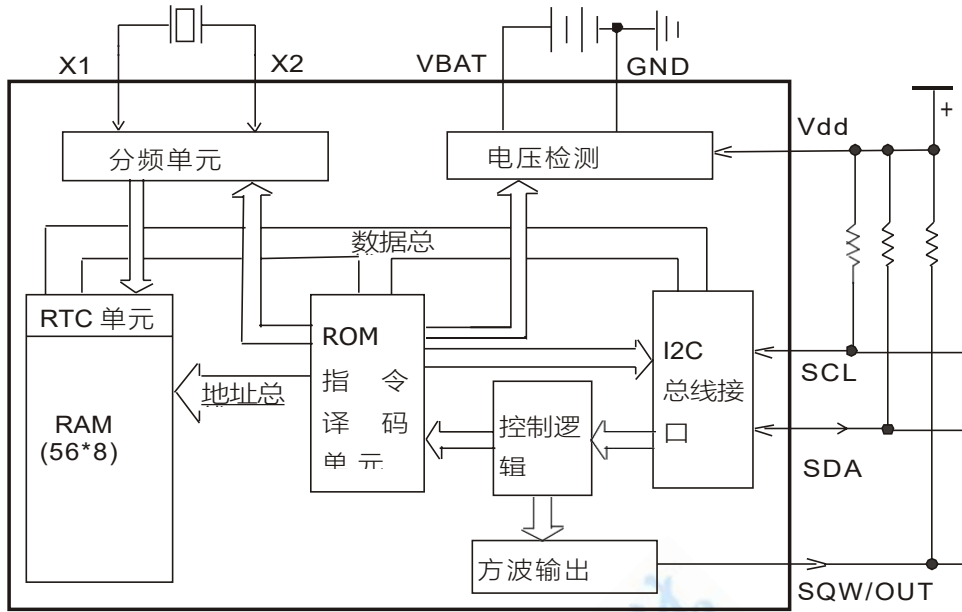 X1
X2
VBAT
GND
Vdd
+
分频单元
电压检测
数据总
RTC 单元
ROM
指 令
译 码
单 元
I2C
总线接
口
SCL
地址总
RAM
(56*8)
控制逻
辑
SDA
方波输出
SQW/OUT